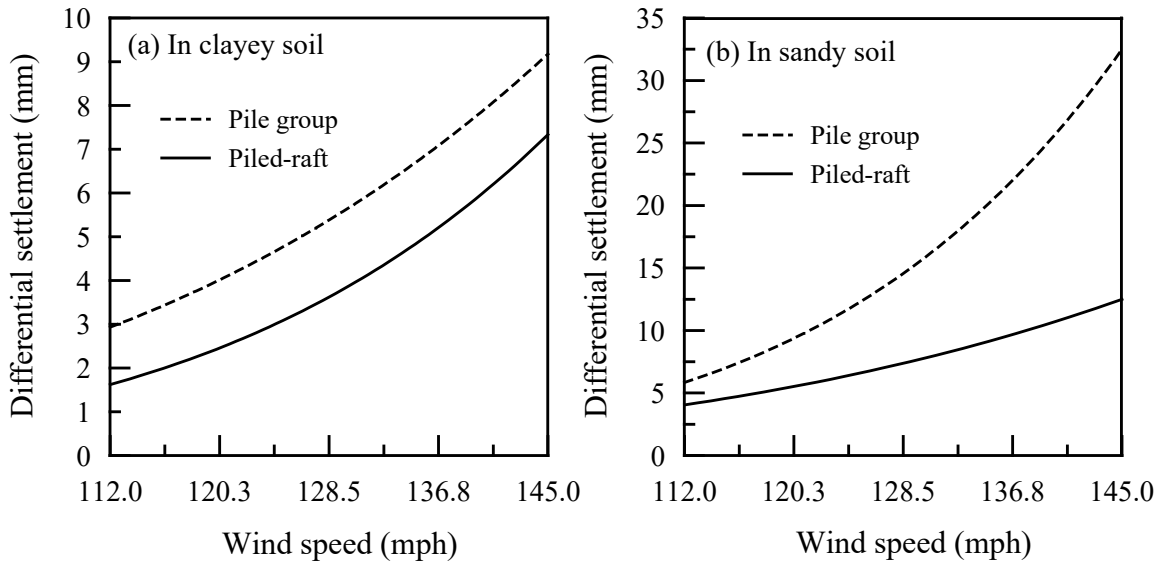 (a) In clayey soil
Pile group
Piled-raft
Differential settlement (mm)
10
9
8
7
6
5
4
3
2
1
0
112.0 120.3 128.5 136.8 145.0
Wind speed (mph)
(b) In sandy soil
Pile group
Piled-raft
Differential settlement (mm)
35
30
25
20
15
10
5
0
112.0 120.3 128.5 136.8 145.0
Wind speed (mph)